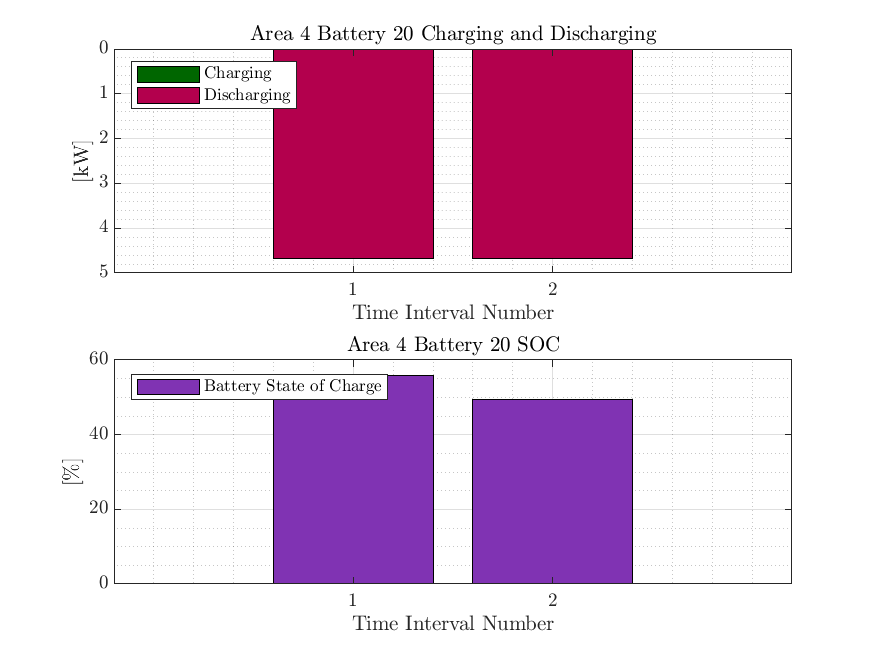 Area 4 Battery 20 Charging and Discharging
0
1
2
3
4
5
[kW]
Charging
Discharging
1 2
Time Interval Number
Area 4 Battery 20 SOC
60
40
20
0
[%]
Battery State of Charge
1 2
Time Interval Number